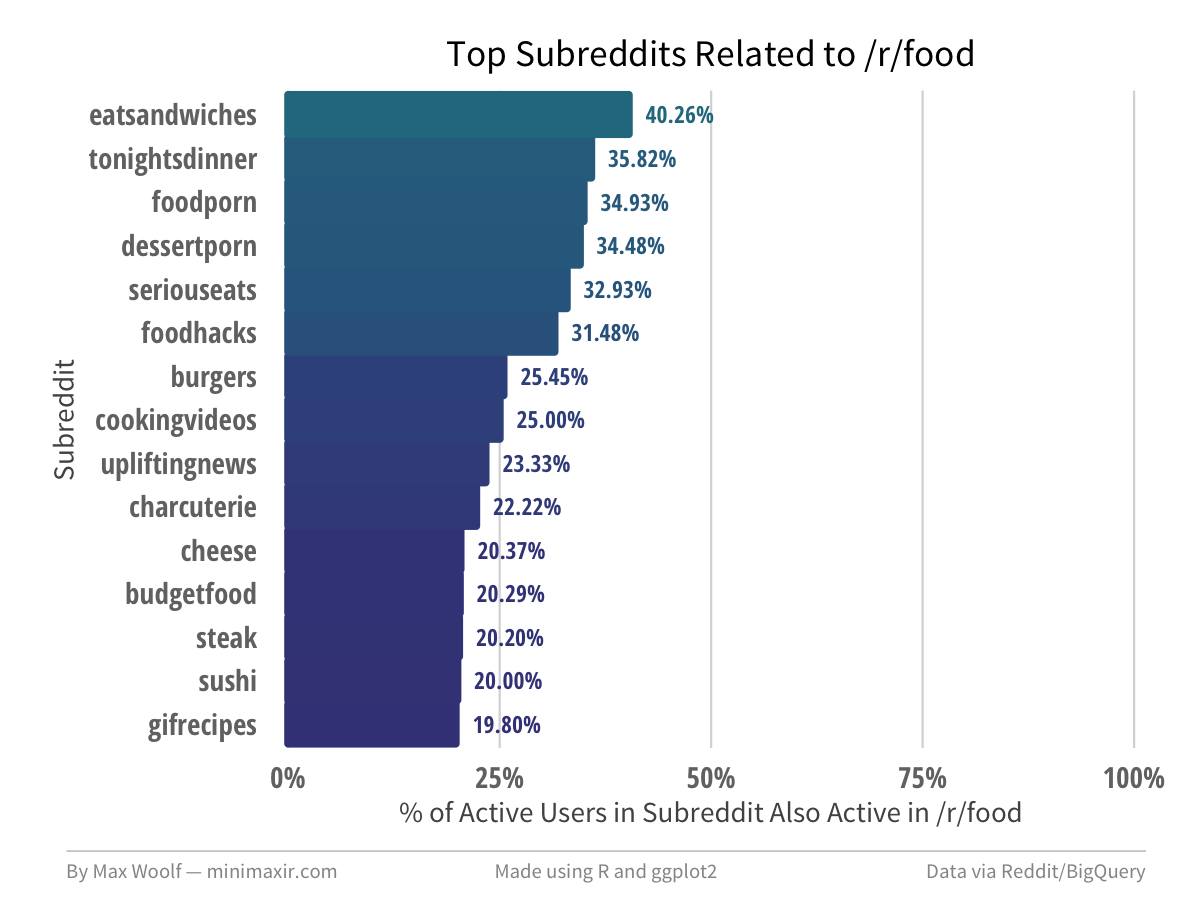 Top Subreddits Related to /r/food
eatsandwiches 40.26%
tonightsdinner 35.82%
foodporn 34.93%
dessertporn 34.48%
seriouseats 32.93%
foodhacks 31.48%
burgers 25.45%
cookingvideos 25.00%
upliftingnews 23.33%
charcuterie 22.22%
cheese 20.37%
budgetfood 20.29%
steak 20.20%
sushi 20.00%
gifrecipes 19.80%
Subreddit
0% 25% 50% 75% 100%
% of Active Users in Subreddit Also Active in /r/food
By Max Woolf — minimaxir.com Made using R and ggplot2 Data via Reddit/BigQuery